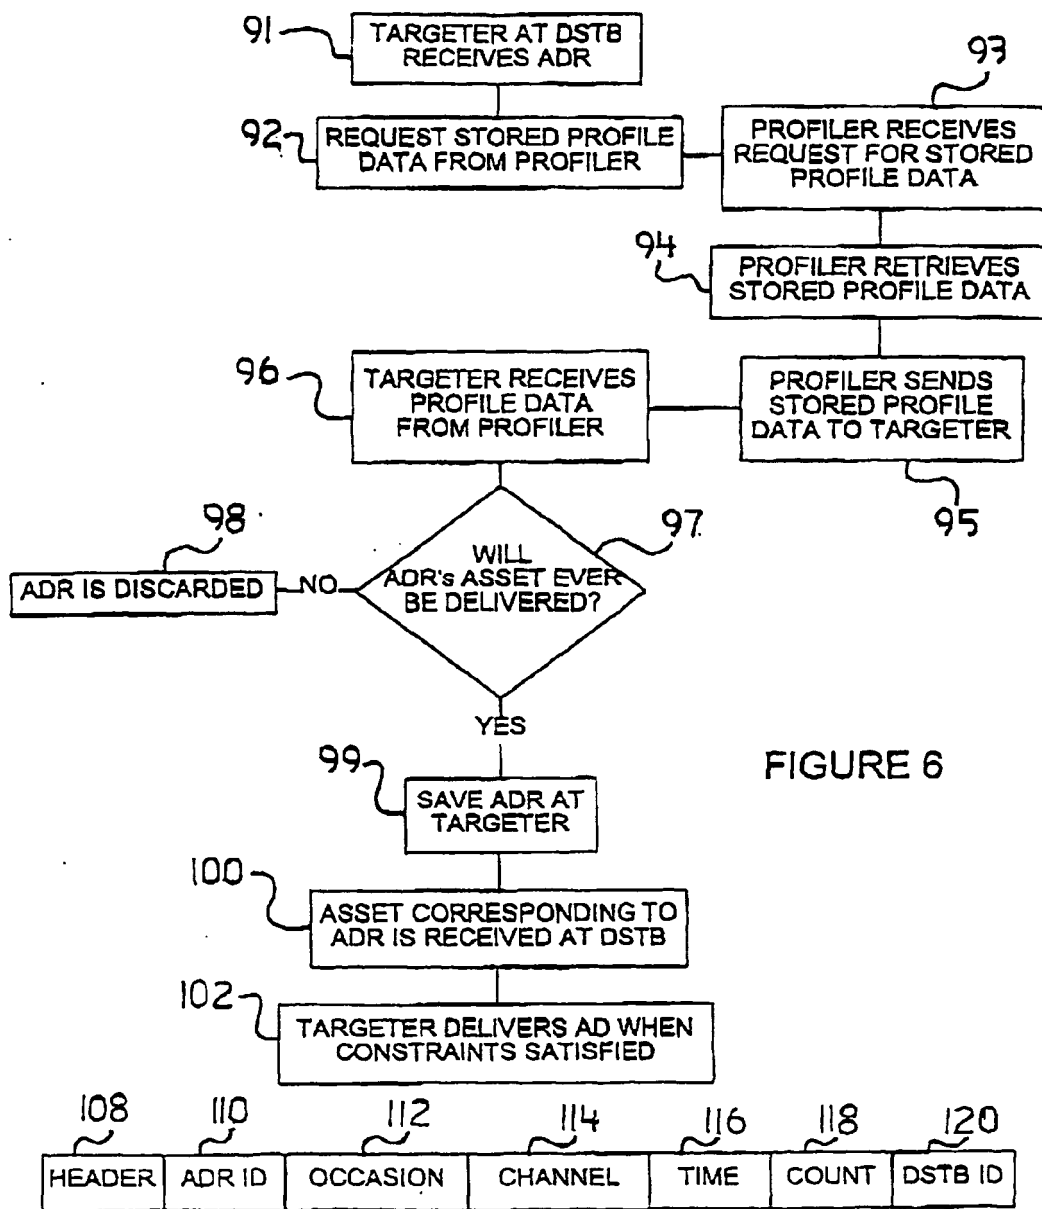 91
TARGETER AT DSTB
RECEIVES ADR
92
REQUEST STORED PROFILE
DATA FROM PROFILER
93
PROFILER RECEIVES
REQUEST FOR STORED
PROFILE DATA
94
PROFILER RETRIEVES
STORED PROFILE DATA
95
PROFILER SENDS
STORED PROFILE
DATA TO TARGETER
96
TARGETER RECEIVES
PROFILE DATA
FROM PROFILER
97
WILL
ADR's ASSET EVER
BE DELIVERED?
NO
98
ADR IS DISCARDED
YES
99
SAVE ADR AT
TARGETER
FIGURE 6
100
ASSET CORRESPONDING TO
ADR IS RECEIVED AT DSTB
102
TARGETER DELIVERS AD WHEN
CONSTRAINTS SATISFIED
108 110 112 114 116 118 120
HEADER ADR ID OCCASION CHANNEL TIME COUNT DSTB ID